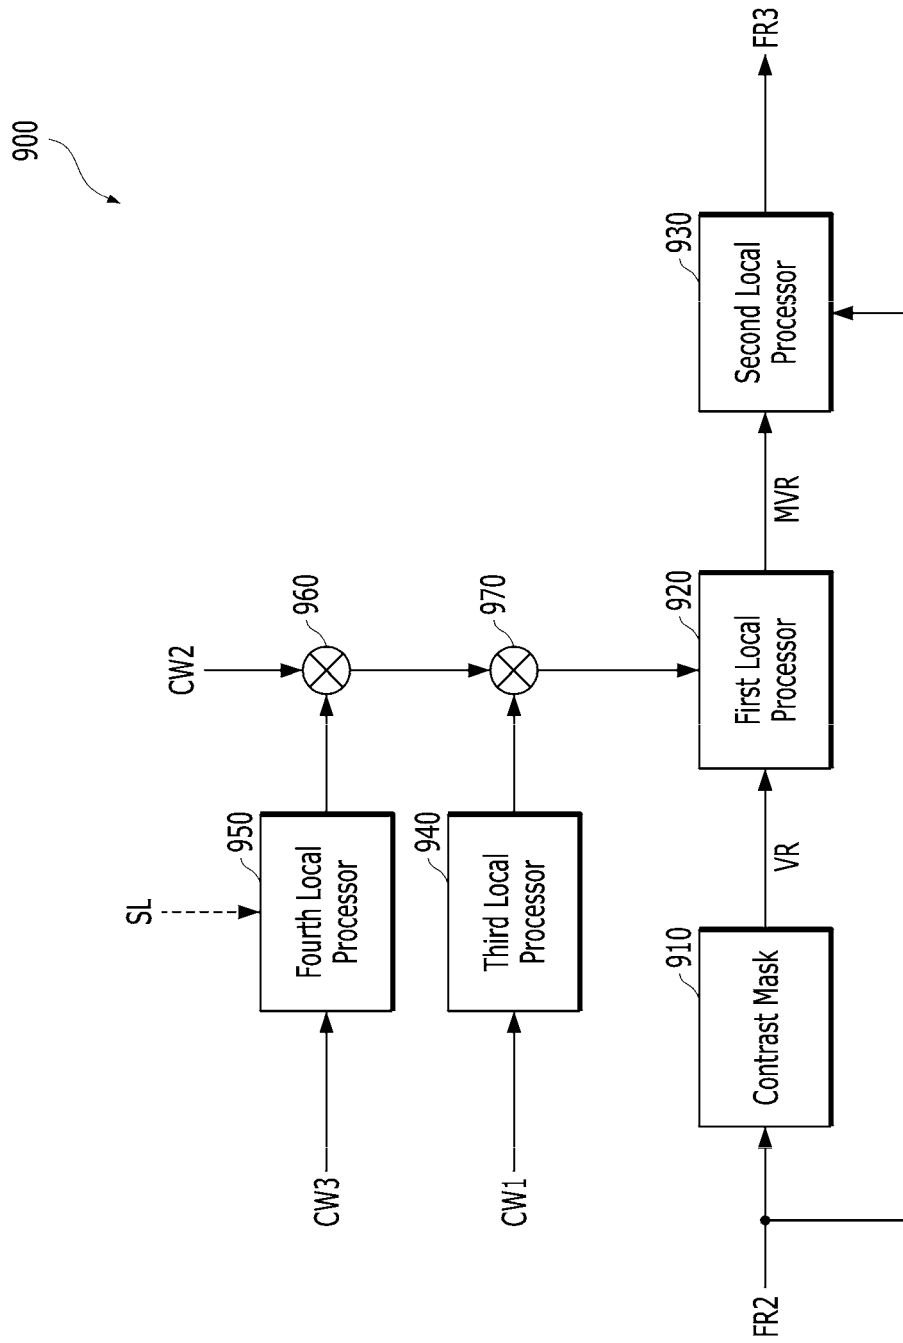 900
SL
CW2
950
960
Fourth Local
Processor
CW3
940
970
Third Local
Processor
CW1
910
920
930
Contrast Mask
First Local
Processor
Second Local
Processor
FR2
VR
MVR
FR3